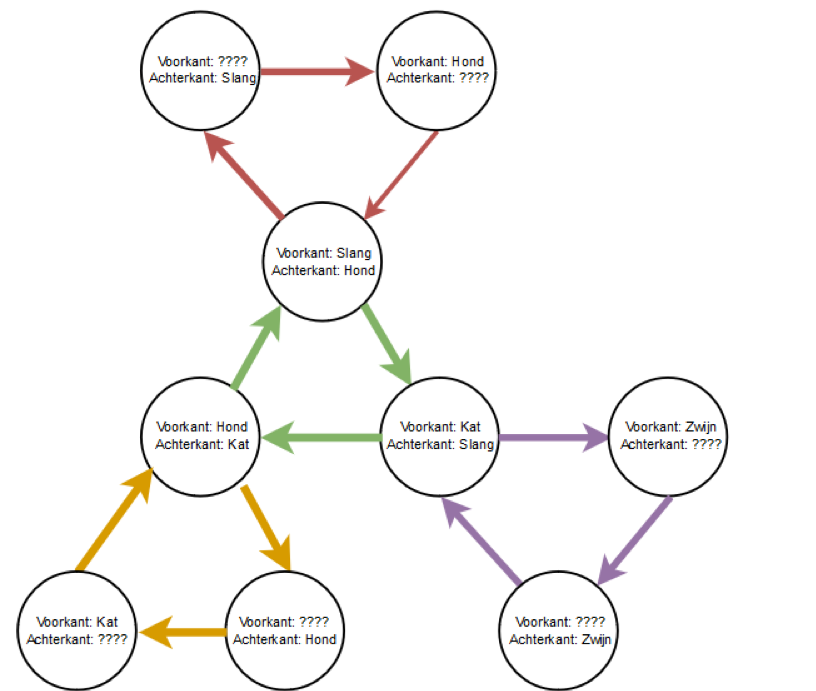 Voorkant: ????
Achterkant: Slang
Voorkant: Hond
Achterkant: ????
Voorkant: Slang
Achterkant: Hond
Voorkant: Hond
Achterkant: Kat
Voorkant: Kat
Achterkant: Slang
Voorkant: Zwijn
Achterkant: ????
Voorkant: Kat
Achterkant: ????
Voorkant: ????
Achterkant: Hond
Voorkant: ????
Achterkant: Zwijn